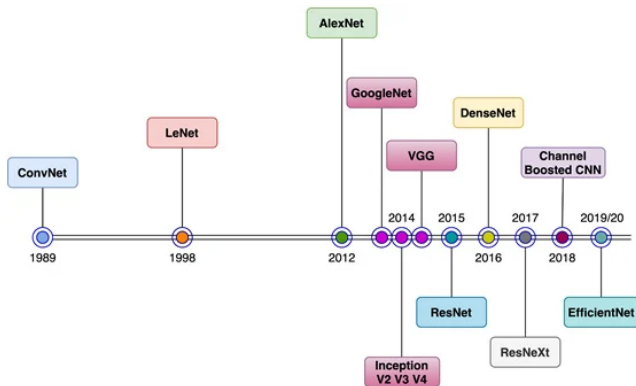 AlexNet
GoogleNet
DenseNet
LeNet
VGG
Channel
Boosted CNN
ConvNet
2014
2015
2017
2019/20
1989
1998
2012
2016
2018
ResNet
EfficientNet
ResNeXt
Inception
V2 V3 V4